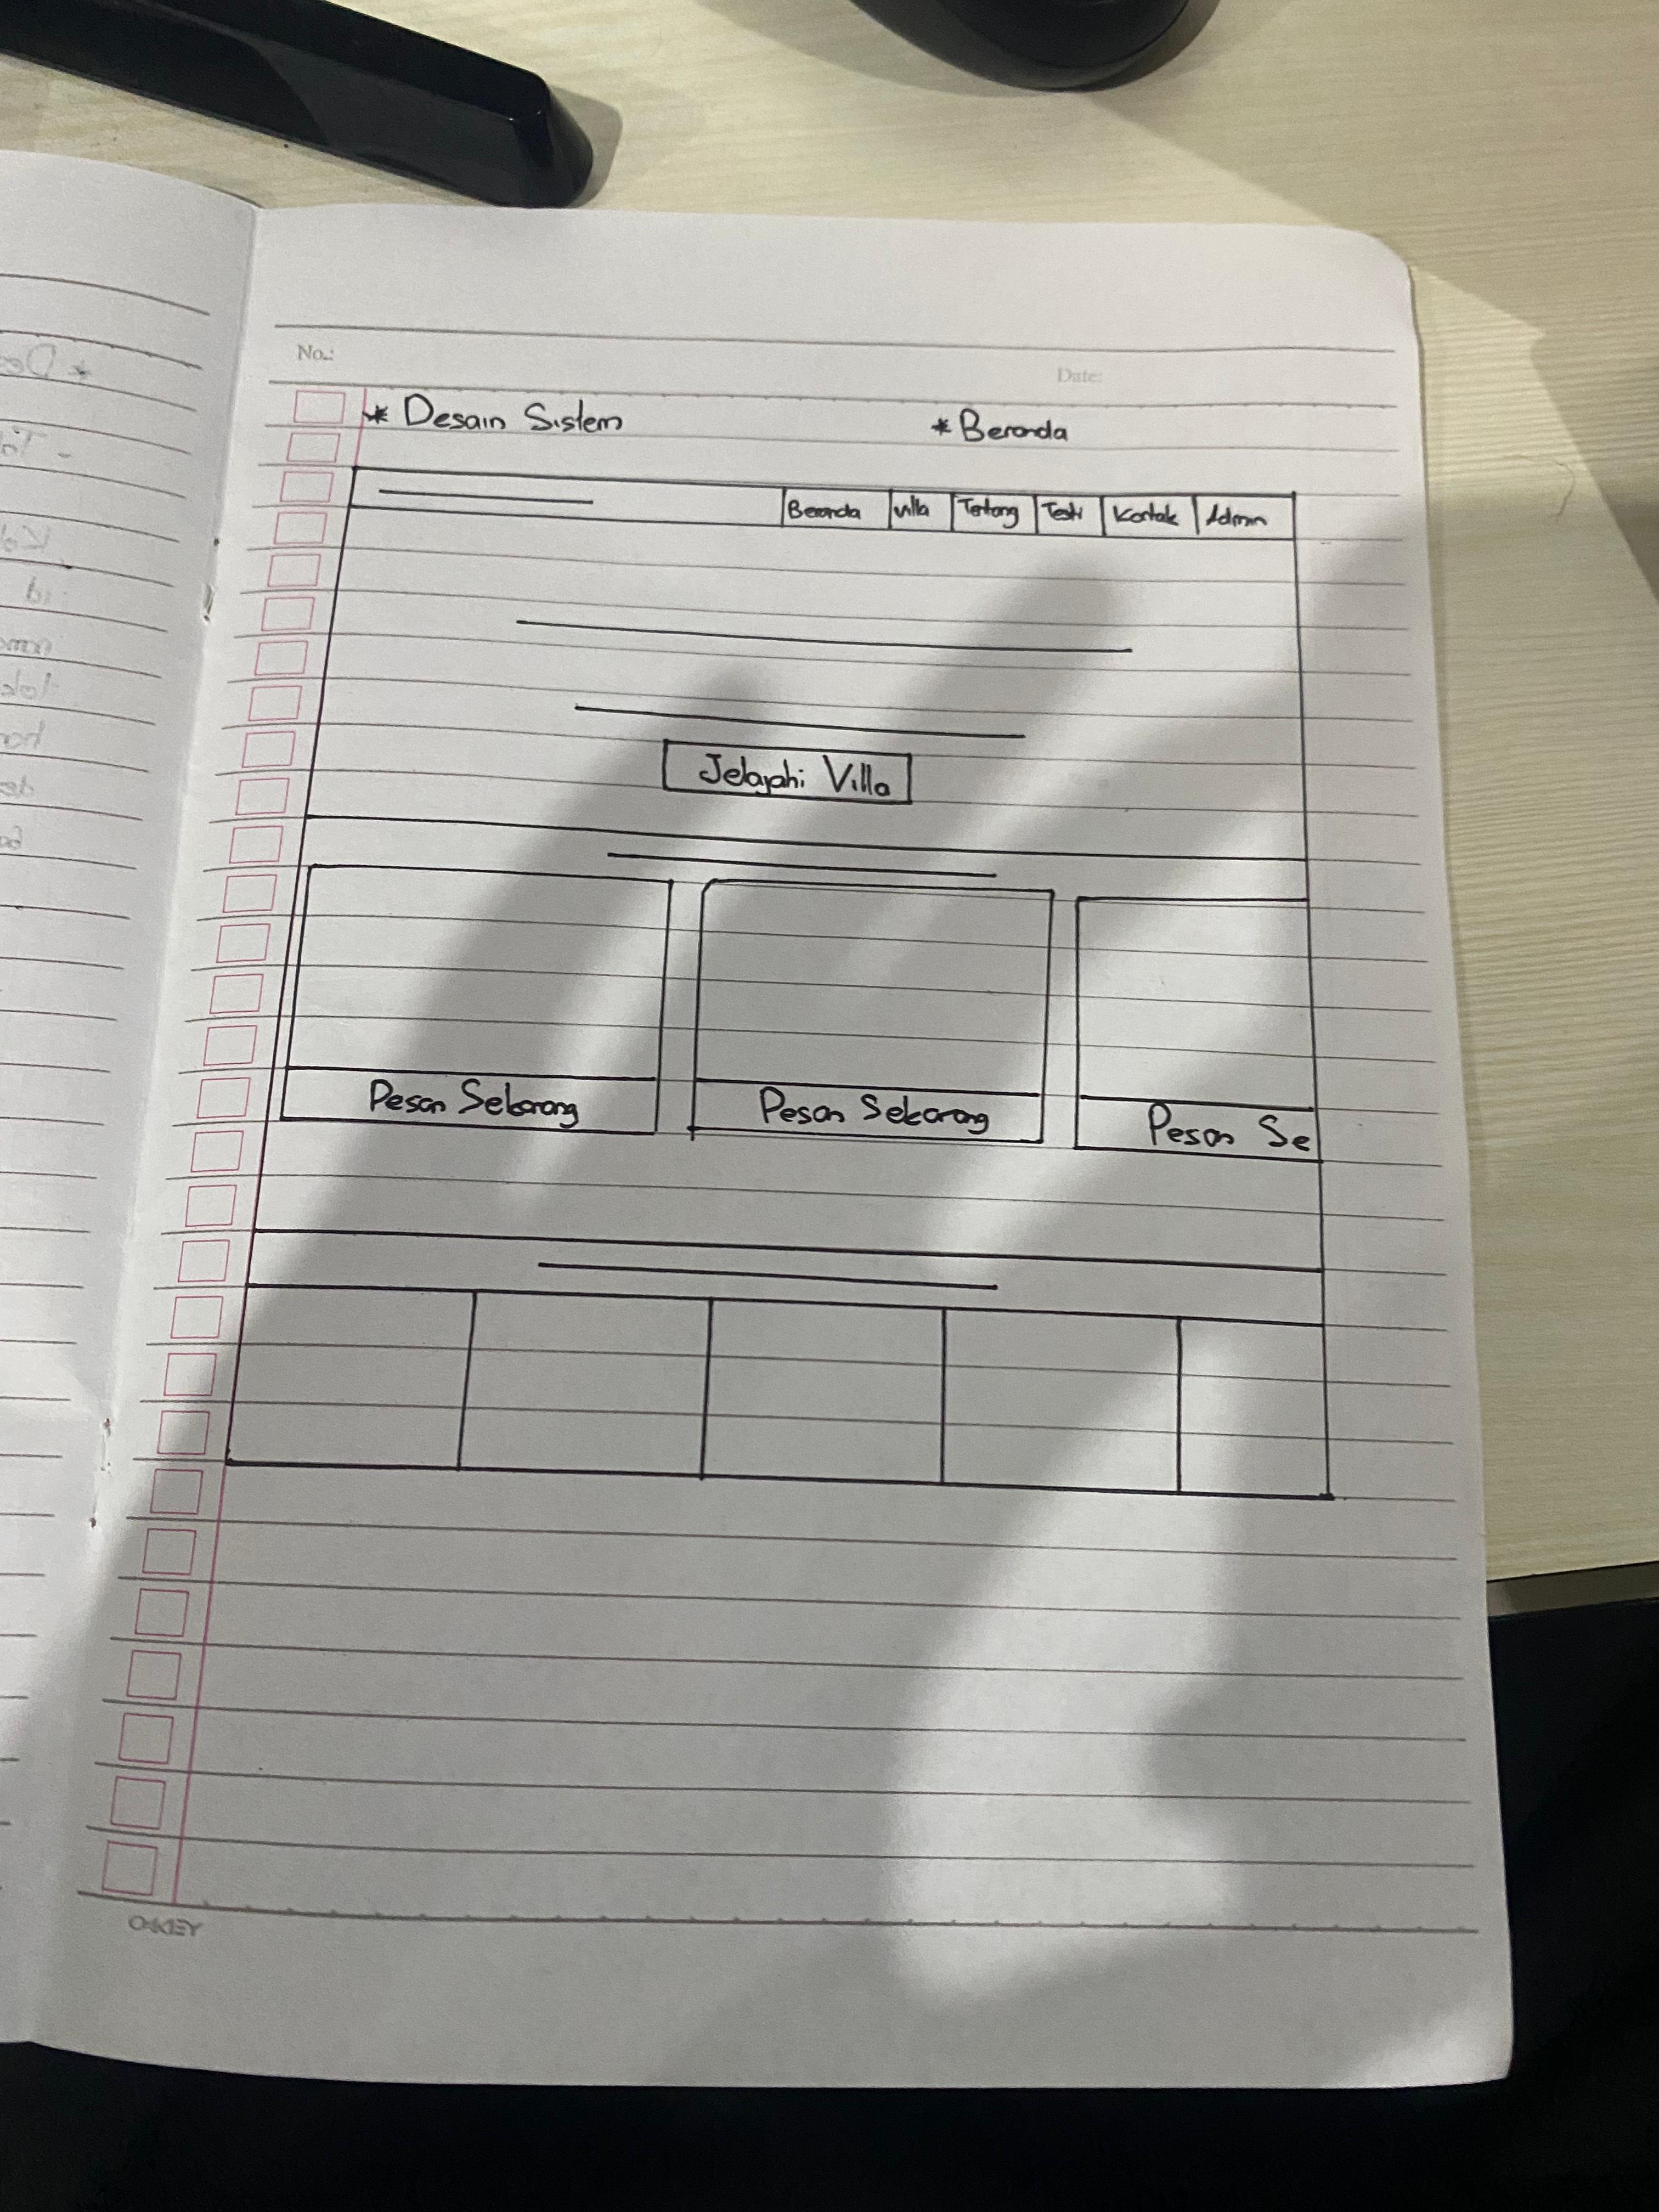 No.:
Date:
* Desain Sistem
* Beranda
Beranda villa Tentang Testi Kontak Admin
Jelajahi Villa
Pesan Sekarang Pesan Sekarang Pesan Se
OKEY